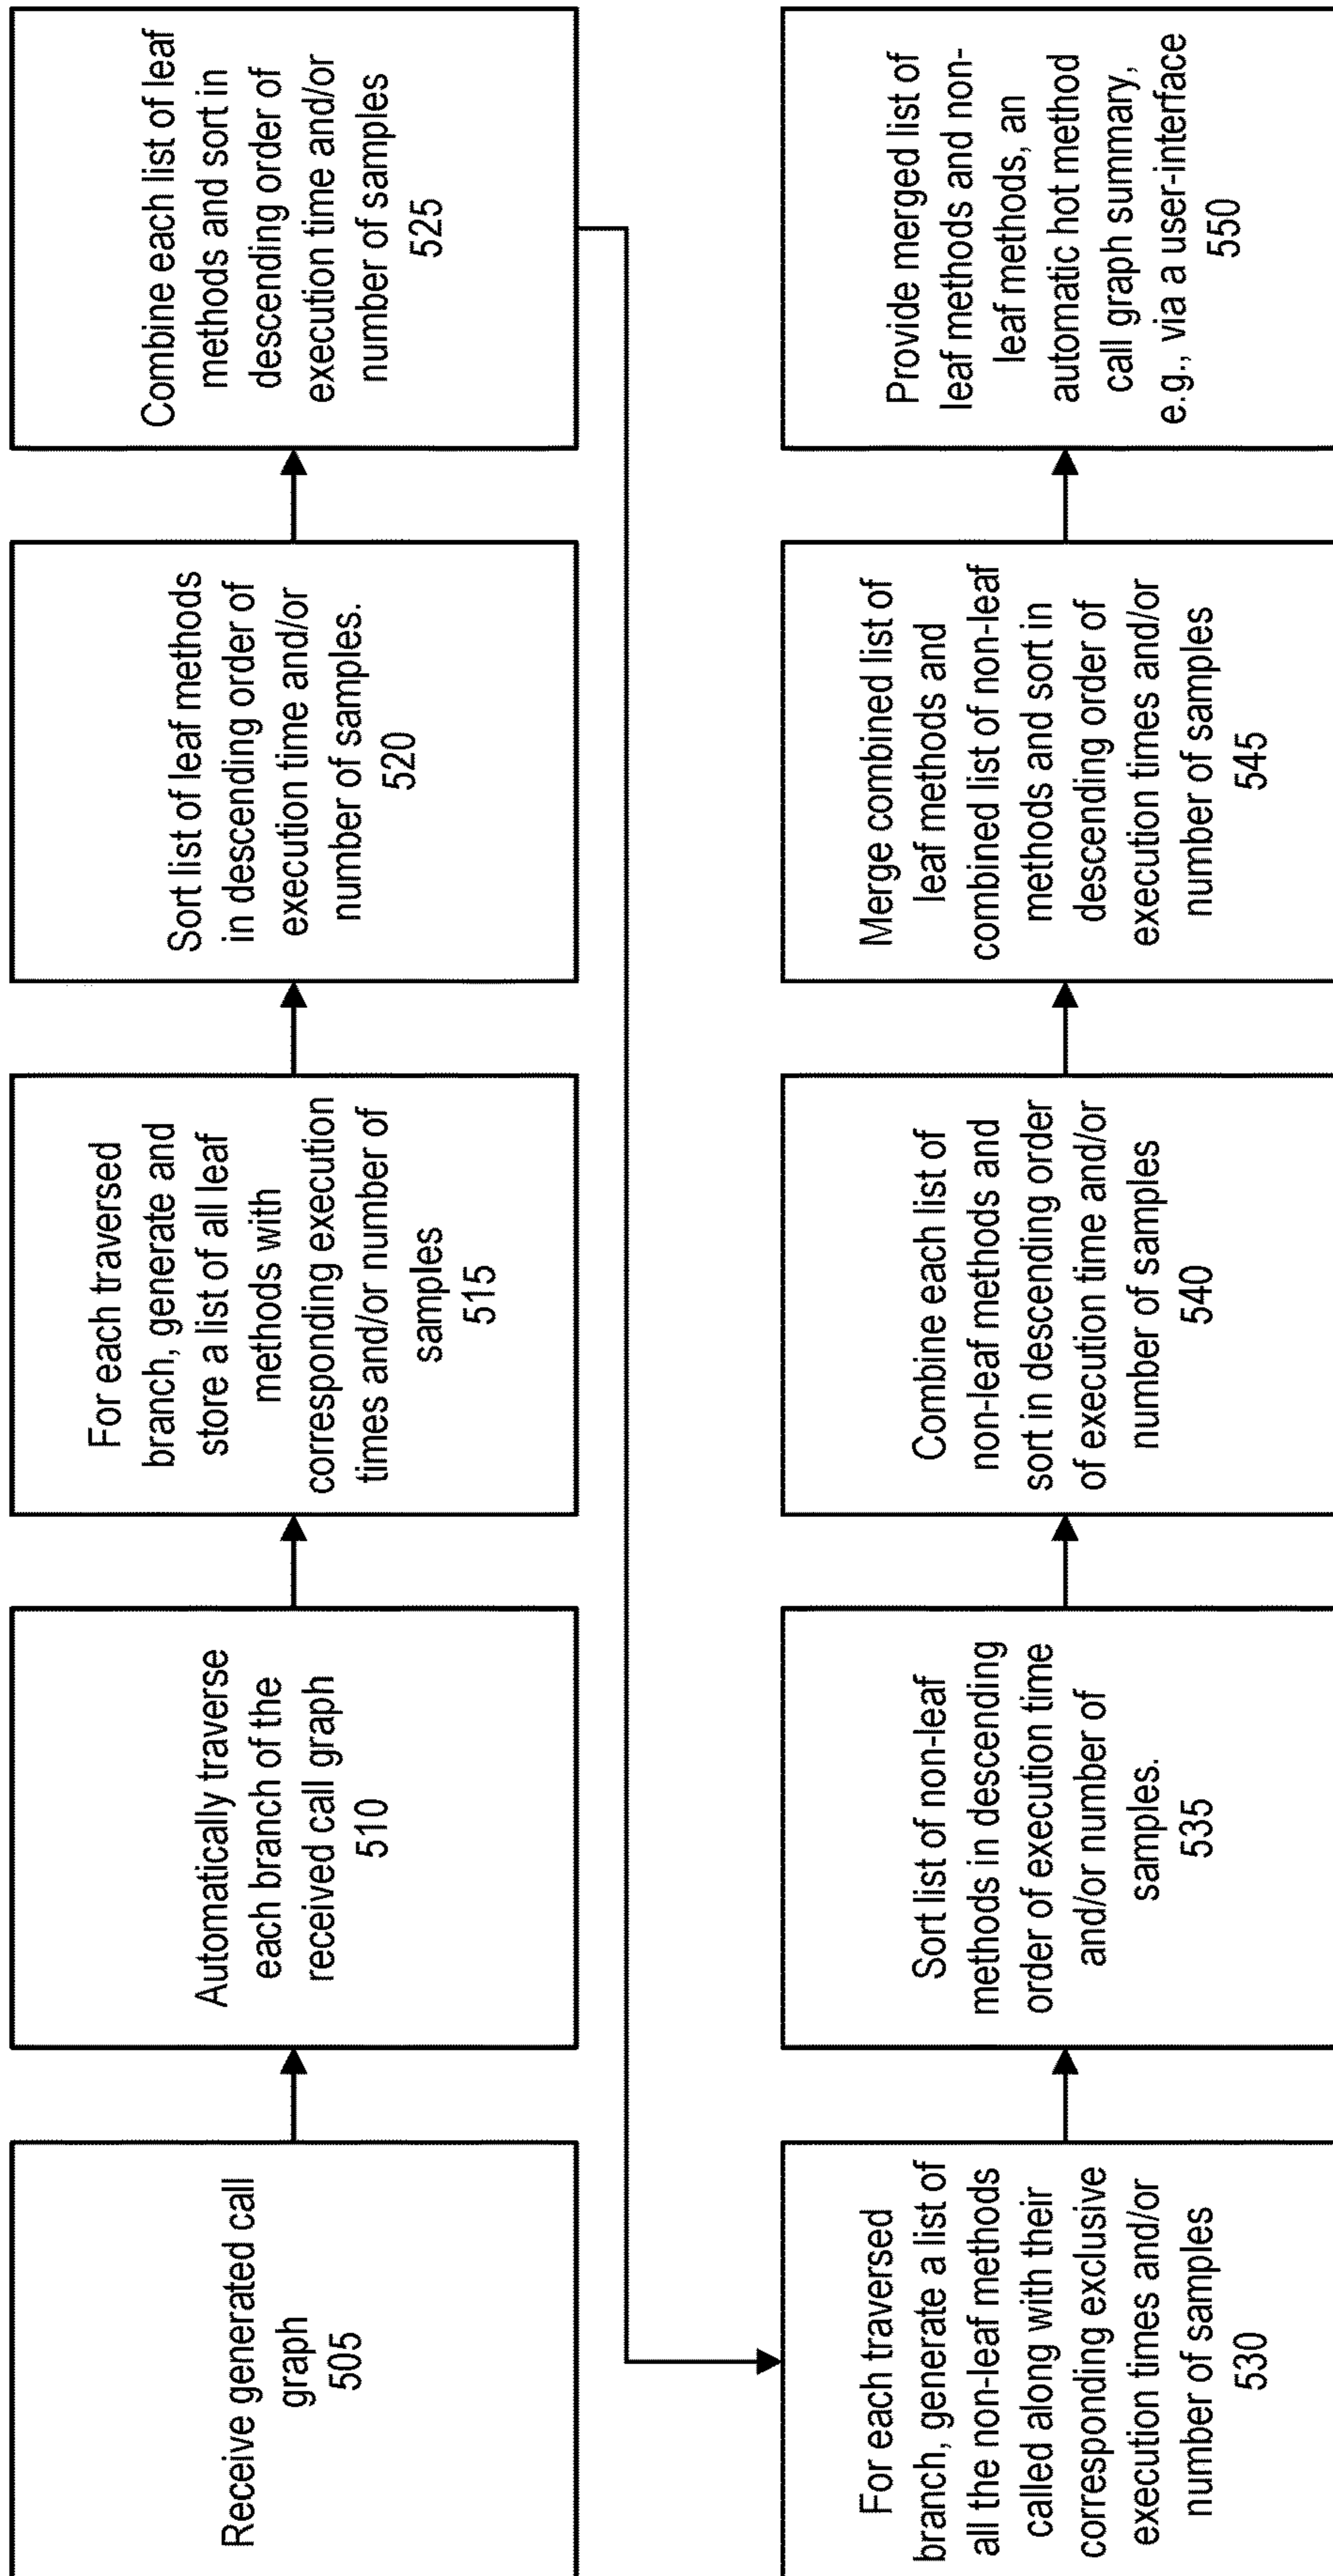 Receive generated call
graph
505
Automatically traverse
each branch of the
received call graph
510
For each traversed
branch, generate and
store a list of all leaf
methods with
corresponding execution
times and/or number of
samples
515
Sort list of leaf methods
in descending order of
execution time and/or
number of samples.
520
Combine each list of leaf
methods and sort in
descending order of
execution time and/or
number of samples
525
For each traversed
branch, generate a list of
all the non-leaf methods
called along with their
corresponding exclusive
execution times and/or
number of samples
530
Sort list of non-leaf
methods in descending
order of execution time
and/or number of
samples.
535
Combine each list of
non-leaf methods and
sort in descending order
of execution time and/or
number of samples
540
Merge combined list of
leaf methods and
combined list of non-leaf
methods and sort in
descending order of
execution times and/or
number of samples
545
Provide merged list of
leaf methods and non-
leaf methods, an
automatic hot method
call graph summary,
e.g., via a user-interface
550